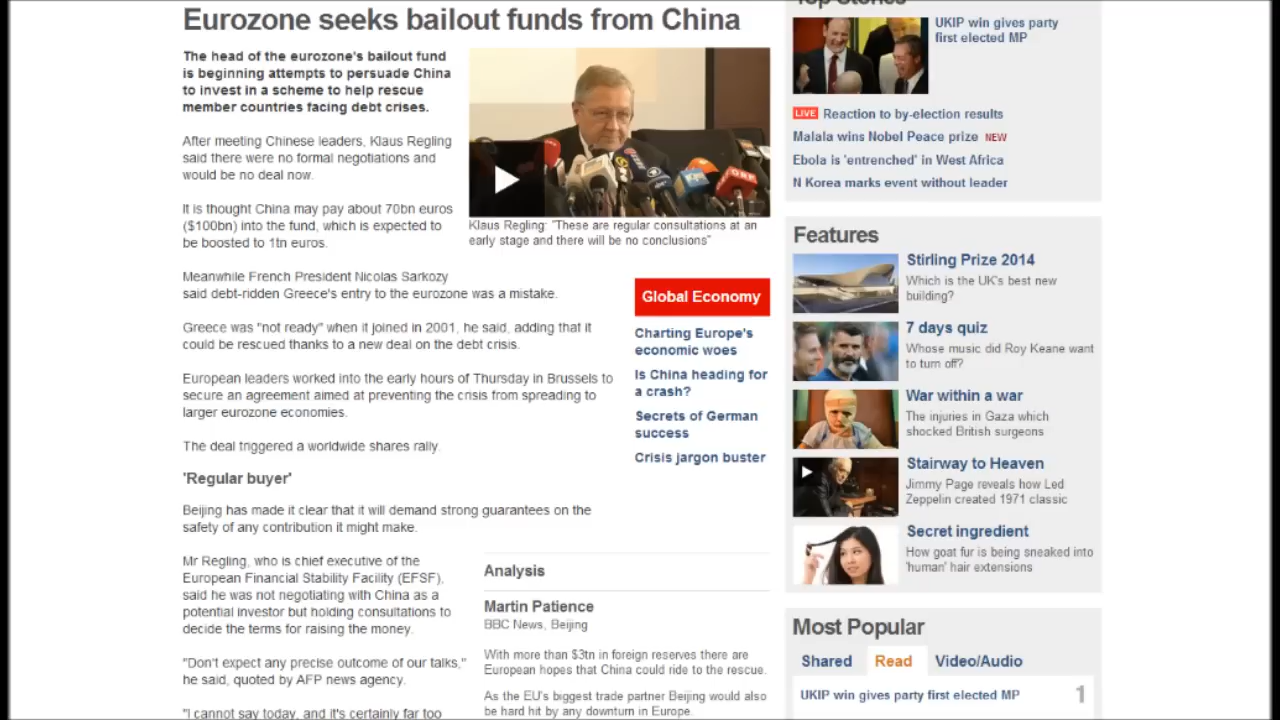 Eurozone seeks bailout funds from China
The head of the eurozone's bailout fund
is beginning attempts to persuade China
to invest in a scheme to help rescue
member countries facing debt crises.
After meeting Chinese leaders, Klaus Regling
said there were no formal negotiations and
would be no deal now.
It is thought China may pay about 70bn euros
($100bn) into the fund, which is expected to
be boosted to 1tn euros.
Meanwhile French President Nicolas Sarkozy
said debt-ridden Greece's entry to the eurozone was a mistake.
Greece was "not ready" when it joined in 2001, he said, adding that it
could be rescued thanks to a new deal on the debt crisis.
European leaders worked into the early hours of Thursday in Brussels to
secure an agreement aimed at preventing the crisis from spreading to
larger eurozone economies.
The deal triggered a worldwide shares rally.
'Regular buyer'
Beijing has made it clear that it will demand strong guarantees on the
safety of any contribution it might make.
Mr Regling, who is chief executive of the
European Financial Stability Facility (EFSF),
said he was not negotiating with China as a
potential investor but holding consultations to
decide the terms for raising the money.
"Don't expect any precise outcome of our talks,"
he said, quoted by AFP news agency.
"I cannot say today, and it's certainly far too
ORF
Klaus Regling: "These are regular consultations at an
early stage and there will be no conclusions"
Global Economy
Charting Europe's
economic woes
Is China heading for
a crash?
Secrets of German
success
Crisis jargon buster
Analysis
Martin Patience
BBC News, Beijing
With more than $3tn in foreign reserves there are
European hopes that China could ride to the rescue.
As the EU's biggest trade partner Beijing would also
be hard hit by any downturn in Europe.
Top Stories
UKIP win gives party
first elected MP
LIVE Reaction to by-election results
Malala wins Nobel Peace prize NEW
Ebola is 'entrenched' in West Africa
N Korea marks event without leader
Features
Stirling Prize 2014
Which is the UK's best new
building?
7 days quiz
Whose music did Roy Keane want
to turn off?
War within a war
The injuries in Gaza which
shocked British surgeons
Stairway to Heaven
Jimmy Page reveals how Led
Zeppelin created 1971 classic
Secret ingredient
How goat fur is being sneaked into
'human' hair extensions
Most Popular
Shared Read Video/Audio
UKIP win gives party first elected MP 1